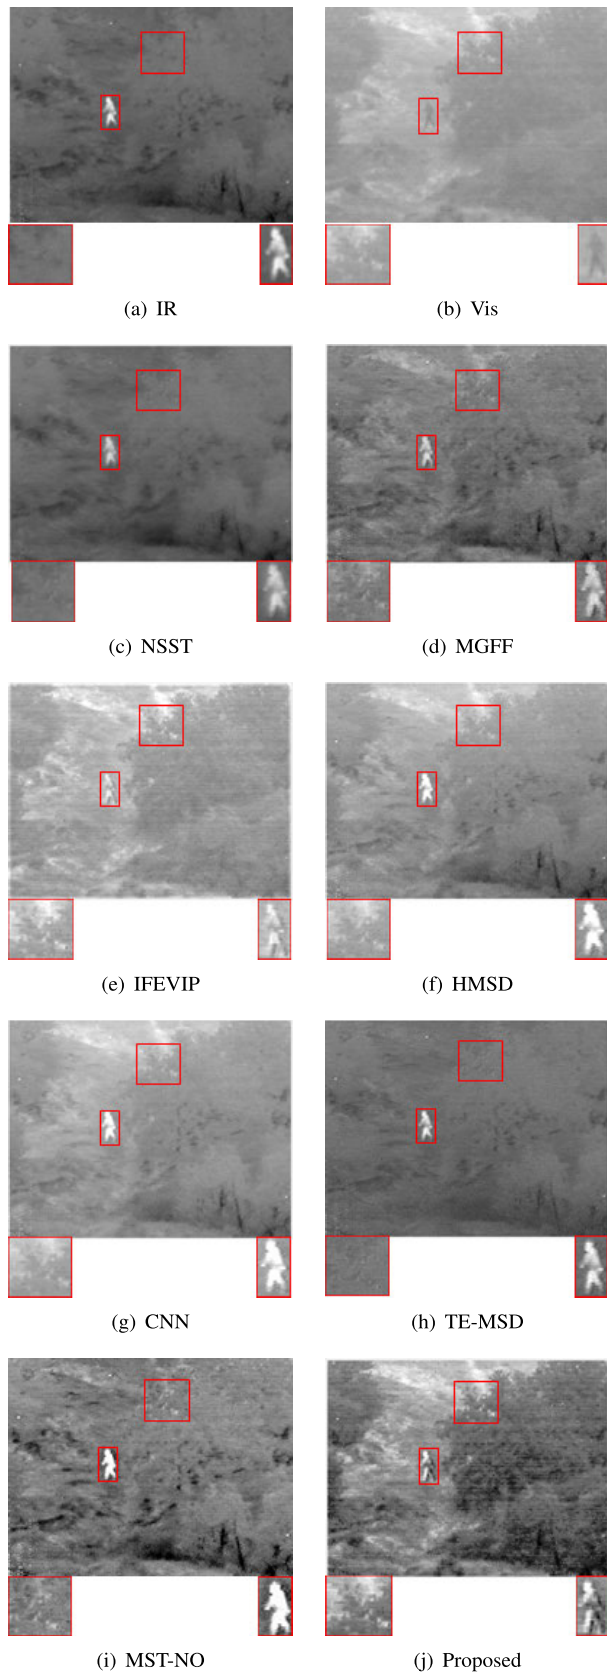 (a) IR
(b) Vis
(c) NSST
(d) MGFF
(e) IFEVIP
(f) HMSD
(g) CNN
(h) TE-MSD
(i) MST-NO
(j) Proposed